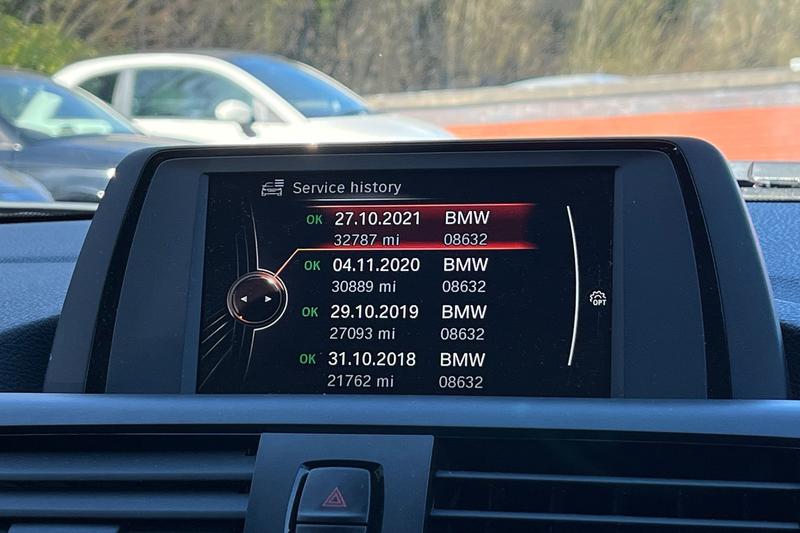 Service history
OK 27.10.2021 BMW
32787 mi 08632
OK 04.11.2020 BMW
30889 mi 08632
OK 29.10.2019 BMW
27093 mi 08632
OK 31.10.2018 BMW
21762 mi 08632
OPT